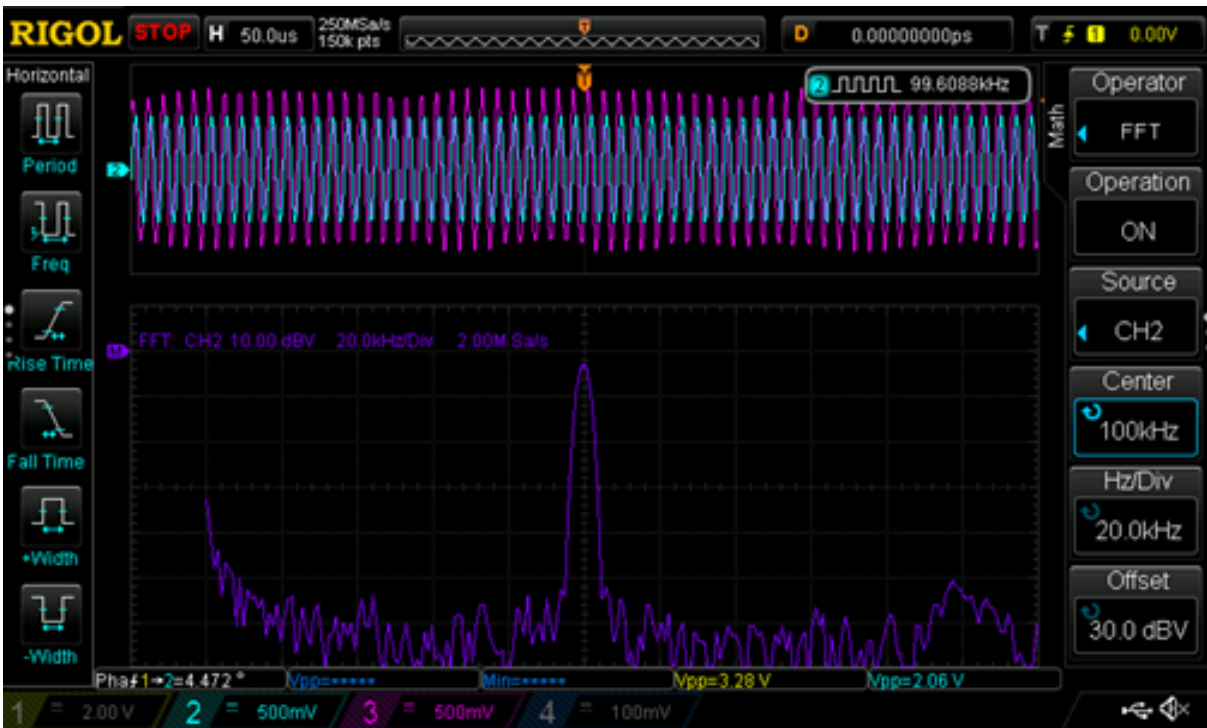 RIGOL STOP H 50.0us 250MSa/s D 0.00000000ps T 1 0.00V
150k pts
Horizontal
Period
Freq
Rise Time
Fall Time
+Width
-Width
T
2 99.6088kHz
2
Math
FFT: CH2 10.00 dBV 20.0kHz/Div 2.00M Sa/s
M
Operator
FFT
Operation
ON
Source
CH2
Center
100kHz
Hz/Div
20.0kHz
Offset
30.0 dBV
Phaƒ1→2=4.472° Vpp=***** Min=***** Vpp=3.28 V Vpp=2.06 V
1 = 2.00 V 2 = 500mV 3 = 500mV 4 = 100mV